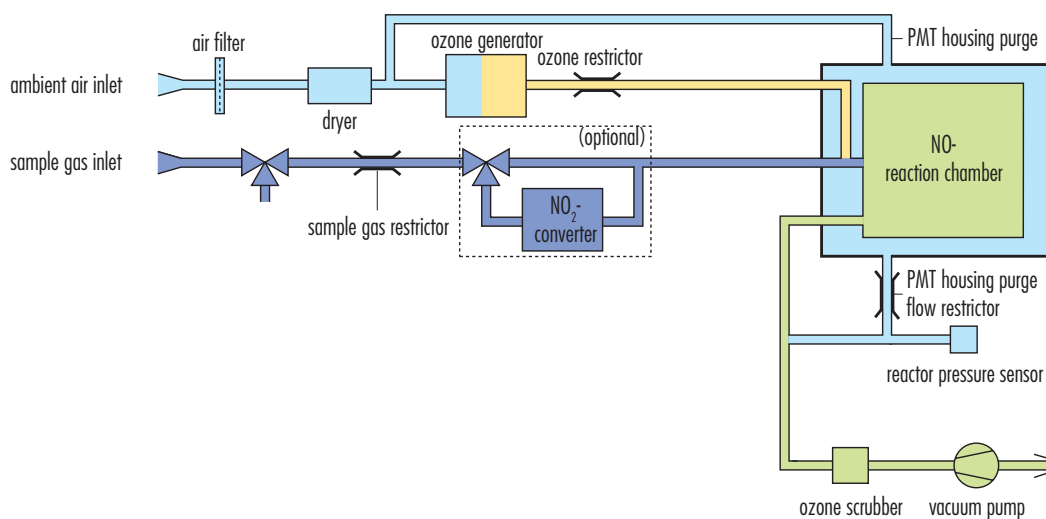 air filter
ozone generator
PMT housing purge
ozone restrictor
ambient air inlet
dryer
(optional)
sample gas inlet
NO-
reaction chamber
sample gas restrictor
NO₂-
converter
PMT housing purge
flow restrictor
reactor pressure sensor
ozone scrubber
vacuum pump